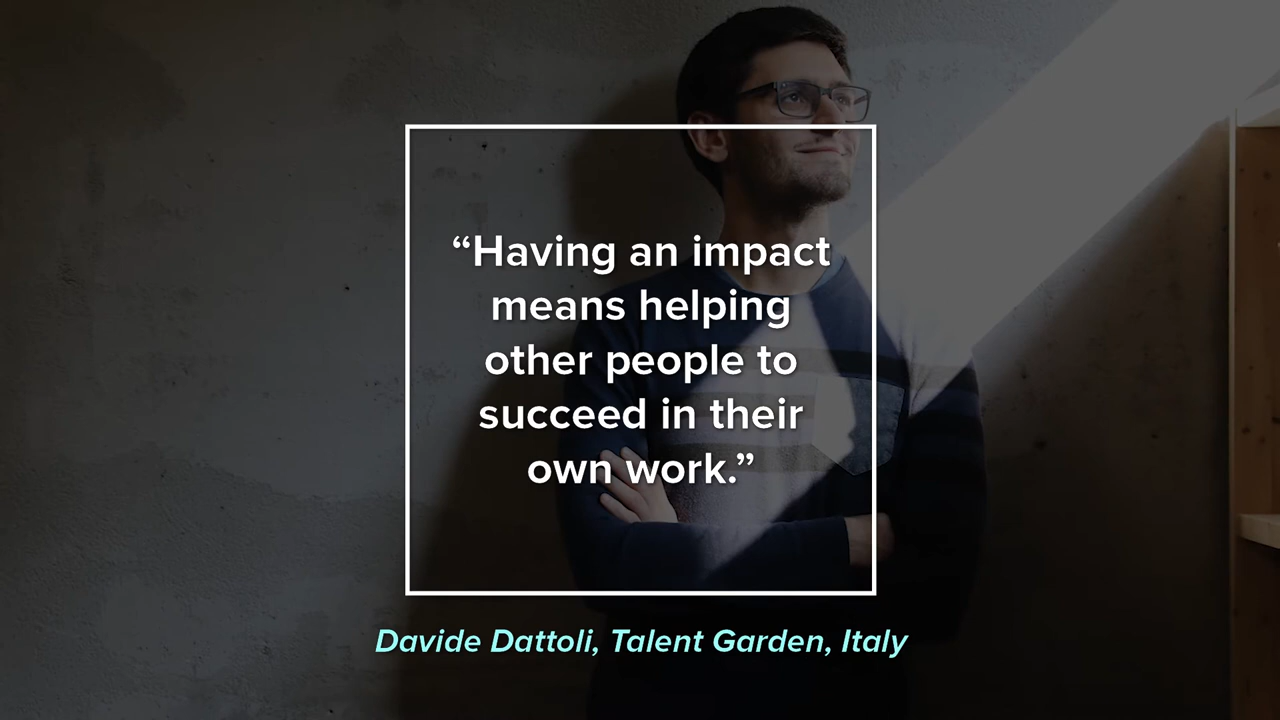 “Having an impact
means helping
other people to
succeed in their
own work.”
Davide Dattoli, Talent Garden, Italy